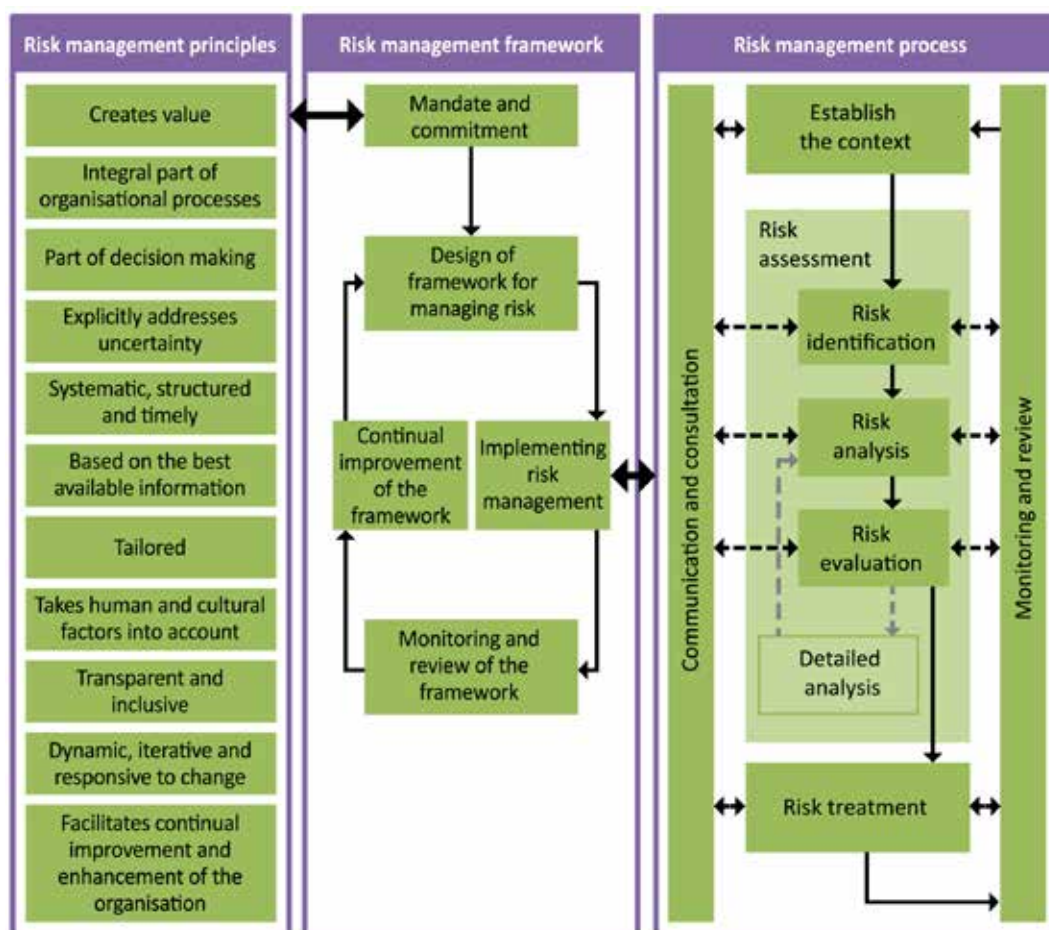 Risk management principles
Creates value
Integral part of
organisational processes
Part of decision making
Explicitly addresses
uncertainty
Systematic, structured
and timely
Based on the best
available information
Tailored
Takes human and cultural
factors into account
Transparent and
inclusive
Dynamic, iterative and
responsive to change
Facilitates continual
improvement and
enhancement of the
organisation
Risk management framework
Mandate and
commitment
Design of
framework for
managing risk
Continual
improvement
of the
framework
Implementing
risk
management
Monitoring and
review of the
framework
Risk management process
Communication and consultation
Establish
the context
Risk
assessment
Risk
identification
Risk
analysis
Risk
evaluation
Detailed
analysis
Risk treatment
Monitoring and review